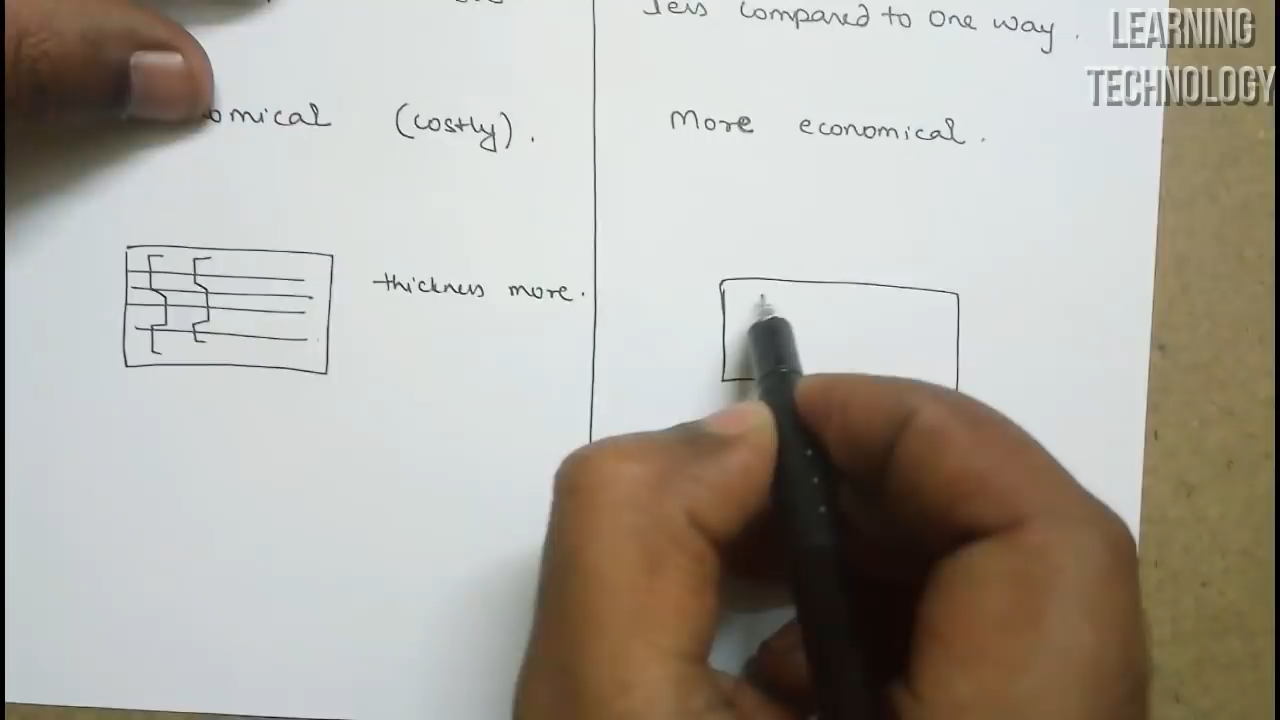 less compared to one way.
LEARNING
TECHNOLOGY
omical (costly).
More economical.
thickness more.